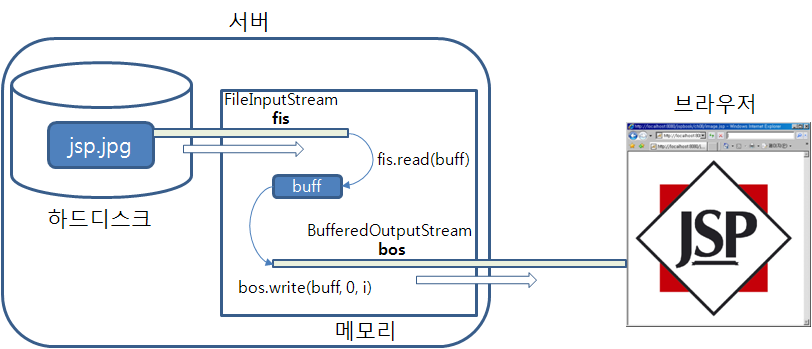 서버
브라우저
FileInputStream
fis
jsp.jpg
fis.read(buff)
buff
하드디스크
BufferedOutputStream
bos
bos.write(buff, 0, i)
메모리
JSP